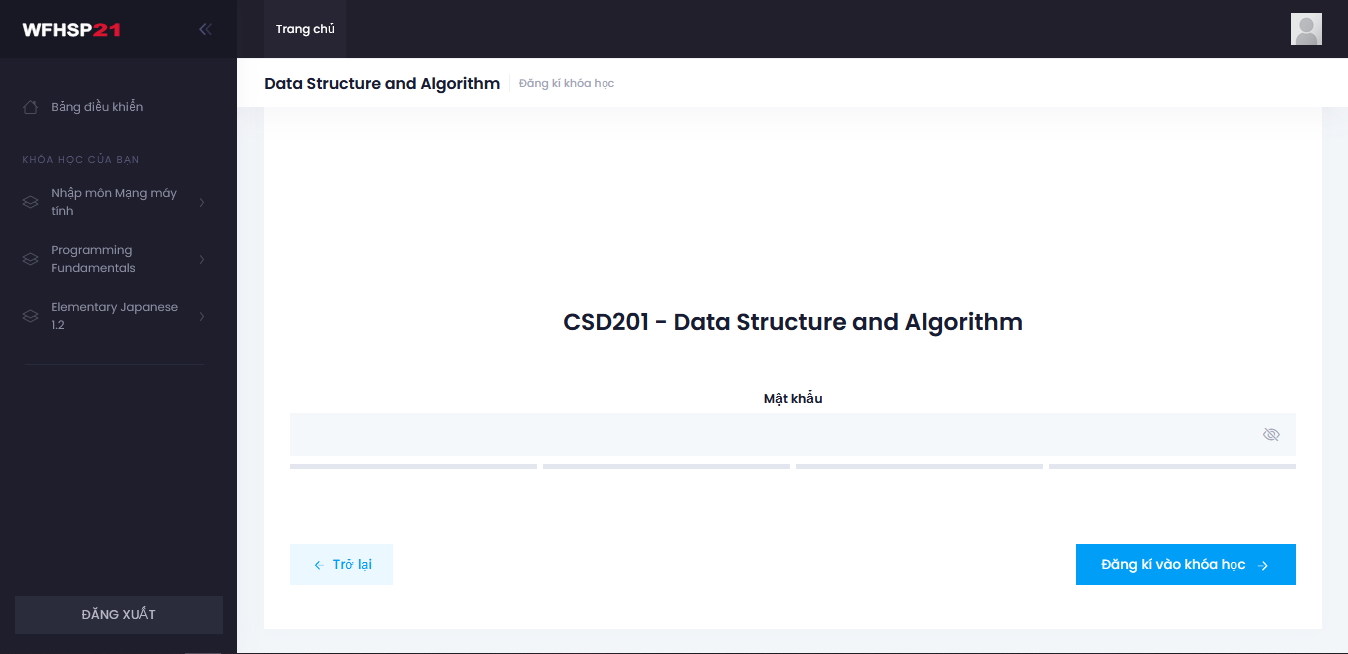 WFHSP21
Trang chủ
Data Structure and Algorithm
Đăng kí khóa học
Bảng điều khiển
KHÓA HỌC CỦA BẠN
Nhập môn Mạng máy
tính
Programming
Fundamentals
Elementary Japanese
1.2
CSD201 - Data Structure and Algorithm
Mật khẩu
Trở lại
Đăng kí vào khóa học
ĐĂNG XUẤT